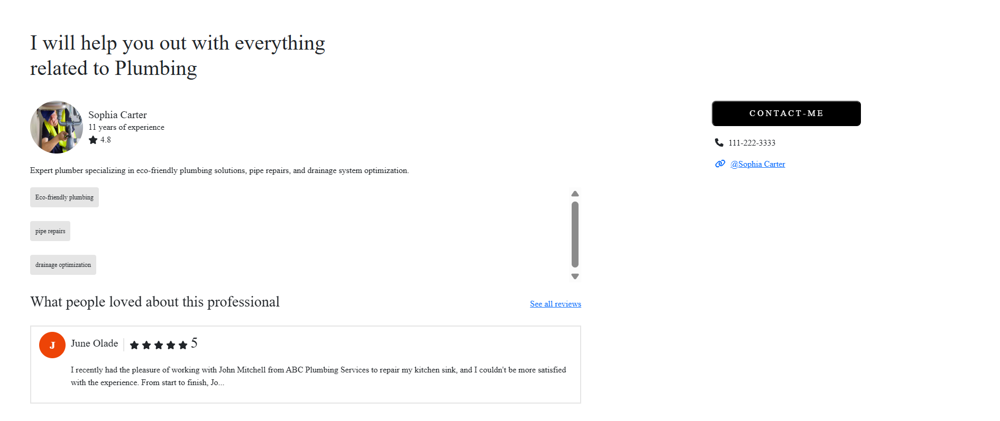 I will help you out with everything
related to Plumbing
Sophia Carter
11 years of experience
4.8
CONTACT-ME
111-222-3333
@Sophia Carter
Expert plumber specializing in eco-friendly plumbing solutions, pipe repairs, and drainage system optimization.
Eco-friendly plumbing
pipe repairs
drainage optimization
What people loved about this professional
See all reviews
J
June Olade
5
I recently had the pleasure of working with John Mitchell from ABC Plumbing Services to repair my kitchen sink, and I couldn't be more satisfied
with the experience. From start to finish, Jo...